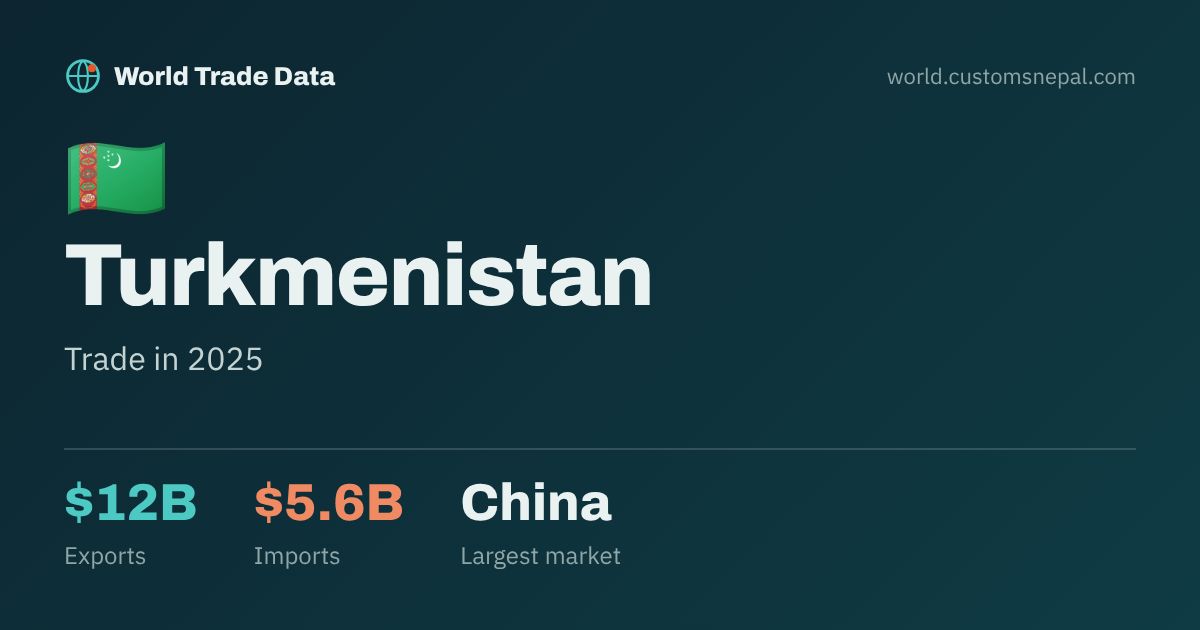 World Trade Data
world.customsnepal.com
Turkmenistan
Trade in 2025
$12B
Exports
$5.6B
Imports
China
Largest market